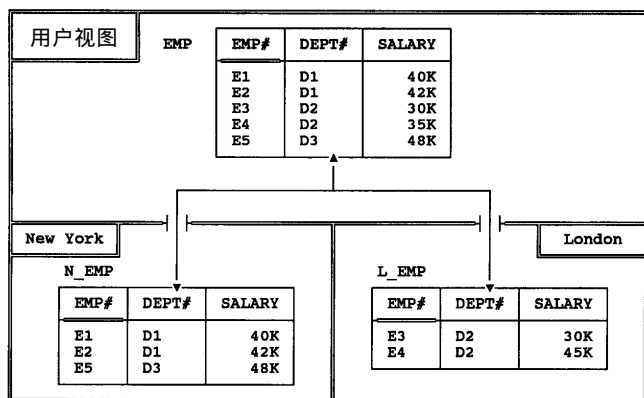 用户视图
EMP
EMP# DEPT# SALARY
E1 D1 40K
E2 D1 42K
E3 D2 30K
E4 D2 35K
E5 D3 48K
New York
London
N_EMP
EMP# DEPT# SALARY
E1 D1 40K
E2 D1 42K
E5 D3 48K
L_EMP
EMP# DEPT# SALARY
E3 D2 30K
E4 D2 45K